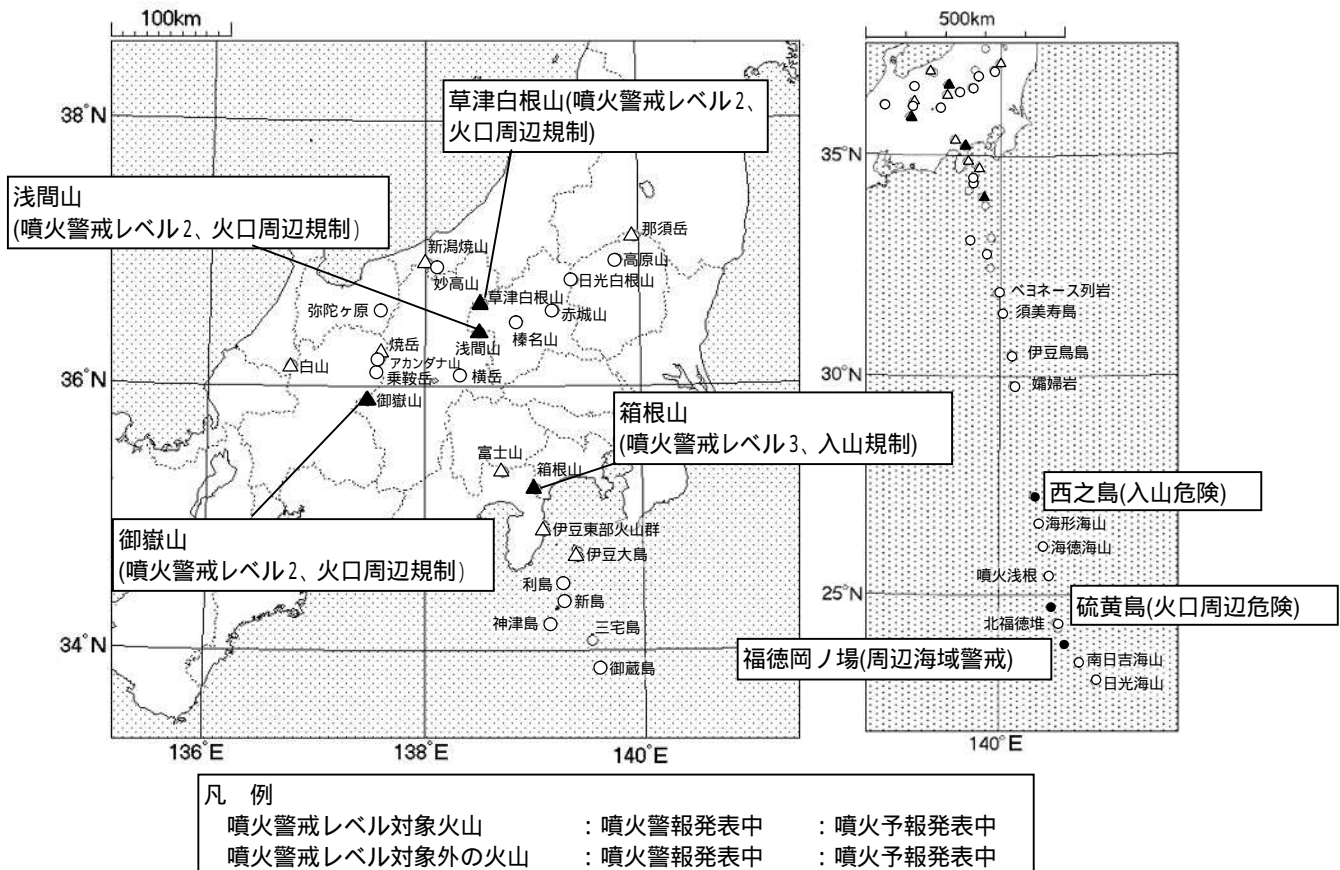 100km
38°N
36°N
34°N
136°E
138°E
140°E
草津白根山(噴火警戒レベル2、
火口周辺規制)
浅間山
(噴火警戒レベル2、火口周辺規制)
新潟焼山
妙高山
那須岳
高原山
日光白根山
草津白根山
赤城山
弥陀ヶ原
榛名山
浅間山
焼岳
アカンダナ山
白山
乗鞍岳
横岳
御嶽山
箱根山
(噴火警戒レベル3、入山規制)
富士山
箱根山
御嶽山
(噴火警戒レベル2、火口周辺規制)
伊豆東部火山群
伊豆大島
利島
新島
神津島
三宅島
御蔵島
500km
35°N
30°N
25°N
140°E
ベヨネース列岩
須美寿島
伊豆鳥島
孀婦岩
西之島(入山危険)
海形海山
海徳海山
噴火浅根
硫黄島(火口周辺危険)
北福徳堆
福徳岡ノ場(周辺海域警戒)
南日吉海山
日光海山
凡 例
噴火警戒レベル対象火山 :噴火警報発表中 :噴火予報発表中
噴火警戒レベル対象外の火山 :噴火警報発表中 :噴火予報発表中